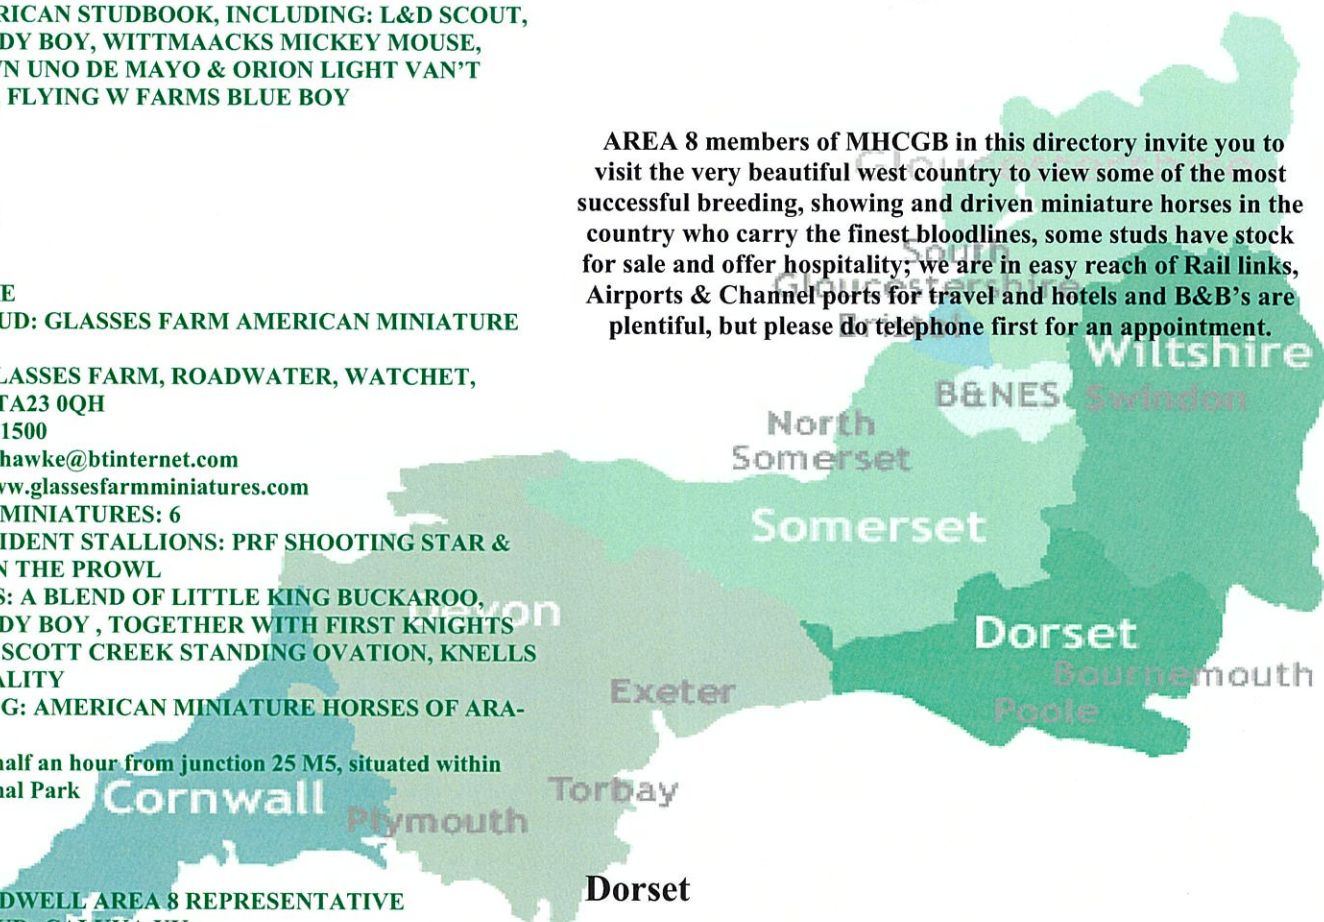 RICAN STUDBOOK, INCLUDING: L&D SCOUT,
DY BOY, WITTMAACKS MICKEY MOUSE,
N UNO DE MAYO & ORION LIGHT VAN'T
FLYING W FARMS BLUE BOY
E
UD: GLASSES FARM AMERICAN MINIATURE
LASSES FARM, ROADWATER, WATCHET,
TA23 0QH
1500
hawke@btinternet.com
ww.glassesfarmminiatures.com
MINIATURES: 6
IDENT STALLIONS: PRF SHOOTING STAR &
N THE PROWL
S: A BLEND OF LITTLE KING BUCKAROO,
DY BOY , TOGETHER WITH FIRST KNIGHTS
SCOTT CREEK STANDING OVATION, KNELLS
ALITY
G: AMERICAN MINIATURE HORSES OF ARA-
half an hour from junction 25 M5, situated within
nal Park
DWELL AREA 8 REPRESENTATIVE
AREA 8 members of MHCGB in this directory invite you to
visit the very beautiful west country to view some of the most
successful breeding, showing and driven miniature horses in the
country who carry the finest bloodlines, some studs have stock
for sale and offer hospitality; we are in easy reach of Rail links,
Airports & Channel ports for travel and hotels and B&B's are
plentiful, but please do telephone first for an appointment.
Gloucestershire
South
Gloucestershire
Bristol
Wiltshire
B&NES
Swindon
North
Somerset
Somerset
Devon
Dorset
Bournemouth
Exeter
Poole
Torbay
Cornwall
Plymouth
Dorset